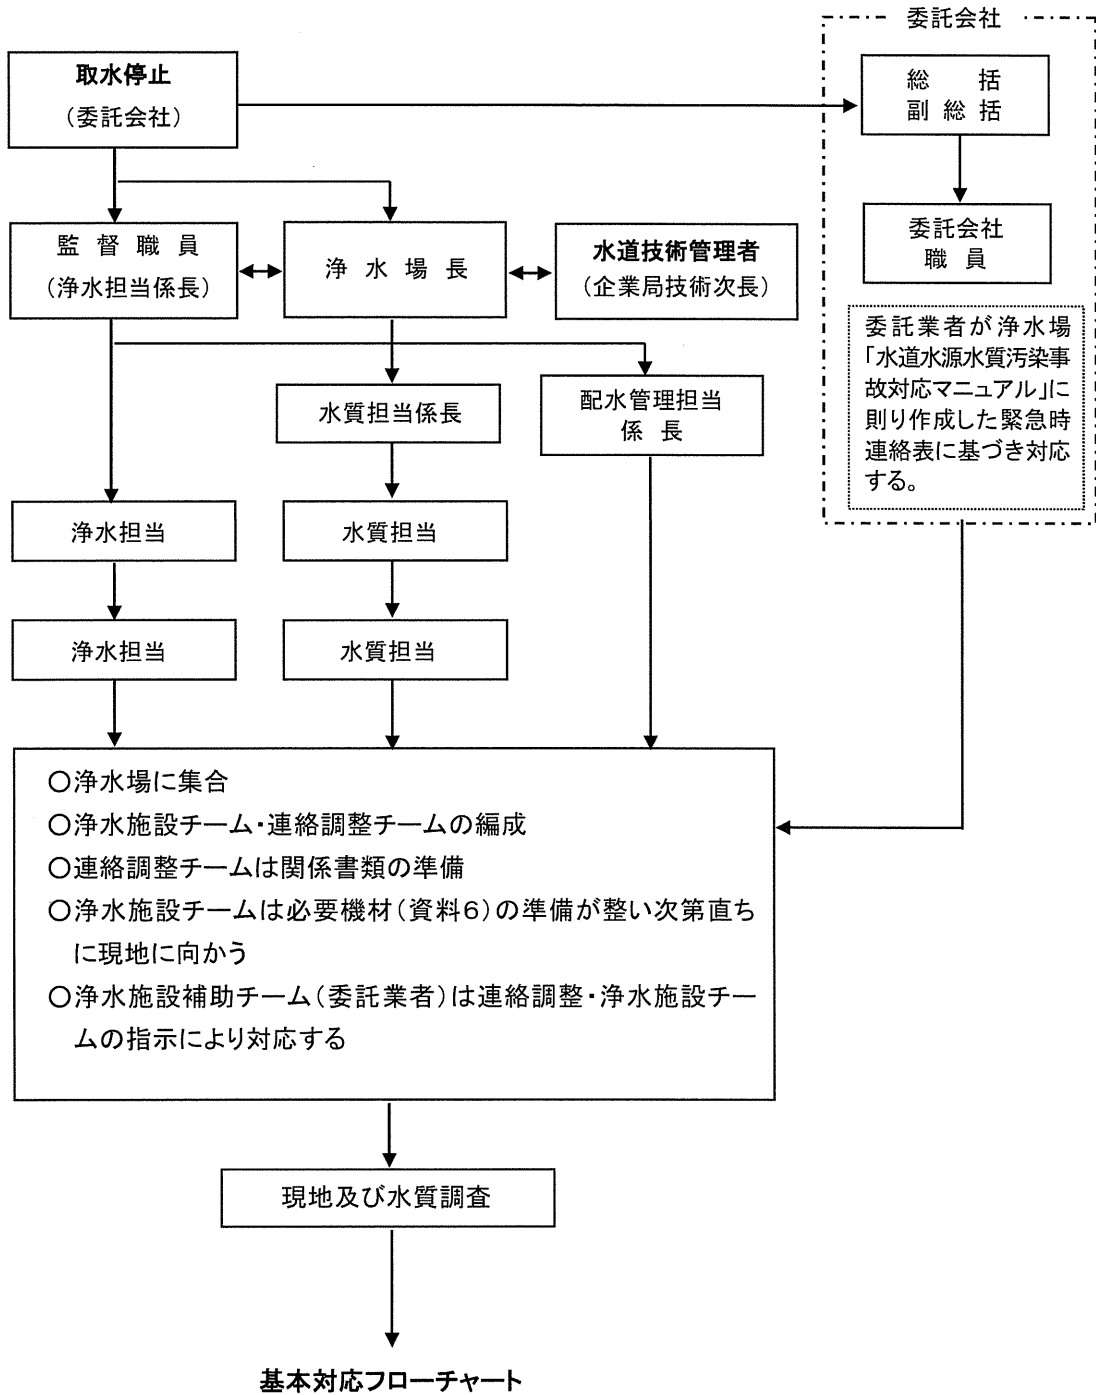 委託会社
取水停止
(委託会社)
総　　括
副 総 括
監 督 職 員
(浄水担当係長)
浄 水 場 長
水道技術管理者
(企業局技術次長)
委託会社
職 員
委託業者が浄水場
「水道水源水質汚染事
故対応マニュアル」に
則り作成した緊急時
連絡表に基づき対応
する。
水質担当係長
配水管理担当
係 長
浄水担当
水質担当
浄水担当
水質担当
○浄水場に集合
○浄水施設チーム・連絡調整チームの編成
○連絡調整チームは関係書類の準備
○浄水施設チームは必要機材(資料6)の準備が整い次第直ち
に現地に向かう
○浄水施設補助チーム(委託業者)は連絡調整・浄水施設チー
ムの指示により対応する
現地及び水質調査
基本対応フローチャート